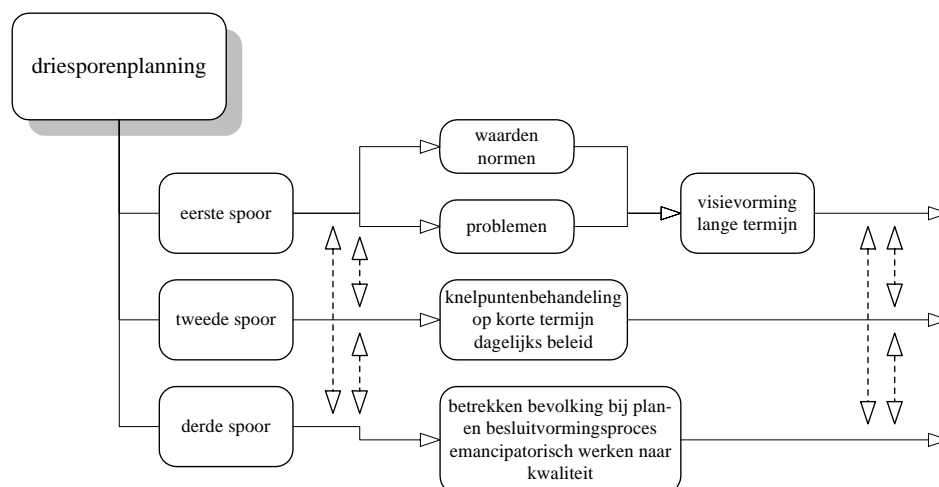 driesporenplanning
waarden
normen
eerste spoor
problemen
visievorming
lange termijn
tweede spoor
knelpuntenbehandeling
op korte termijn
dagelijks beleid
derde spoor
betrekken bevolking bij plan-
en besluitvormingsproces
emancipatorisch werken naar
kwaliteit